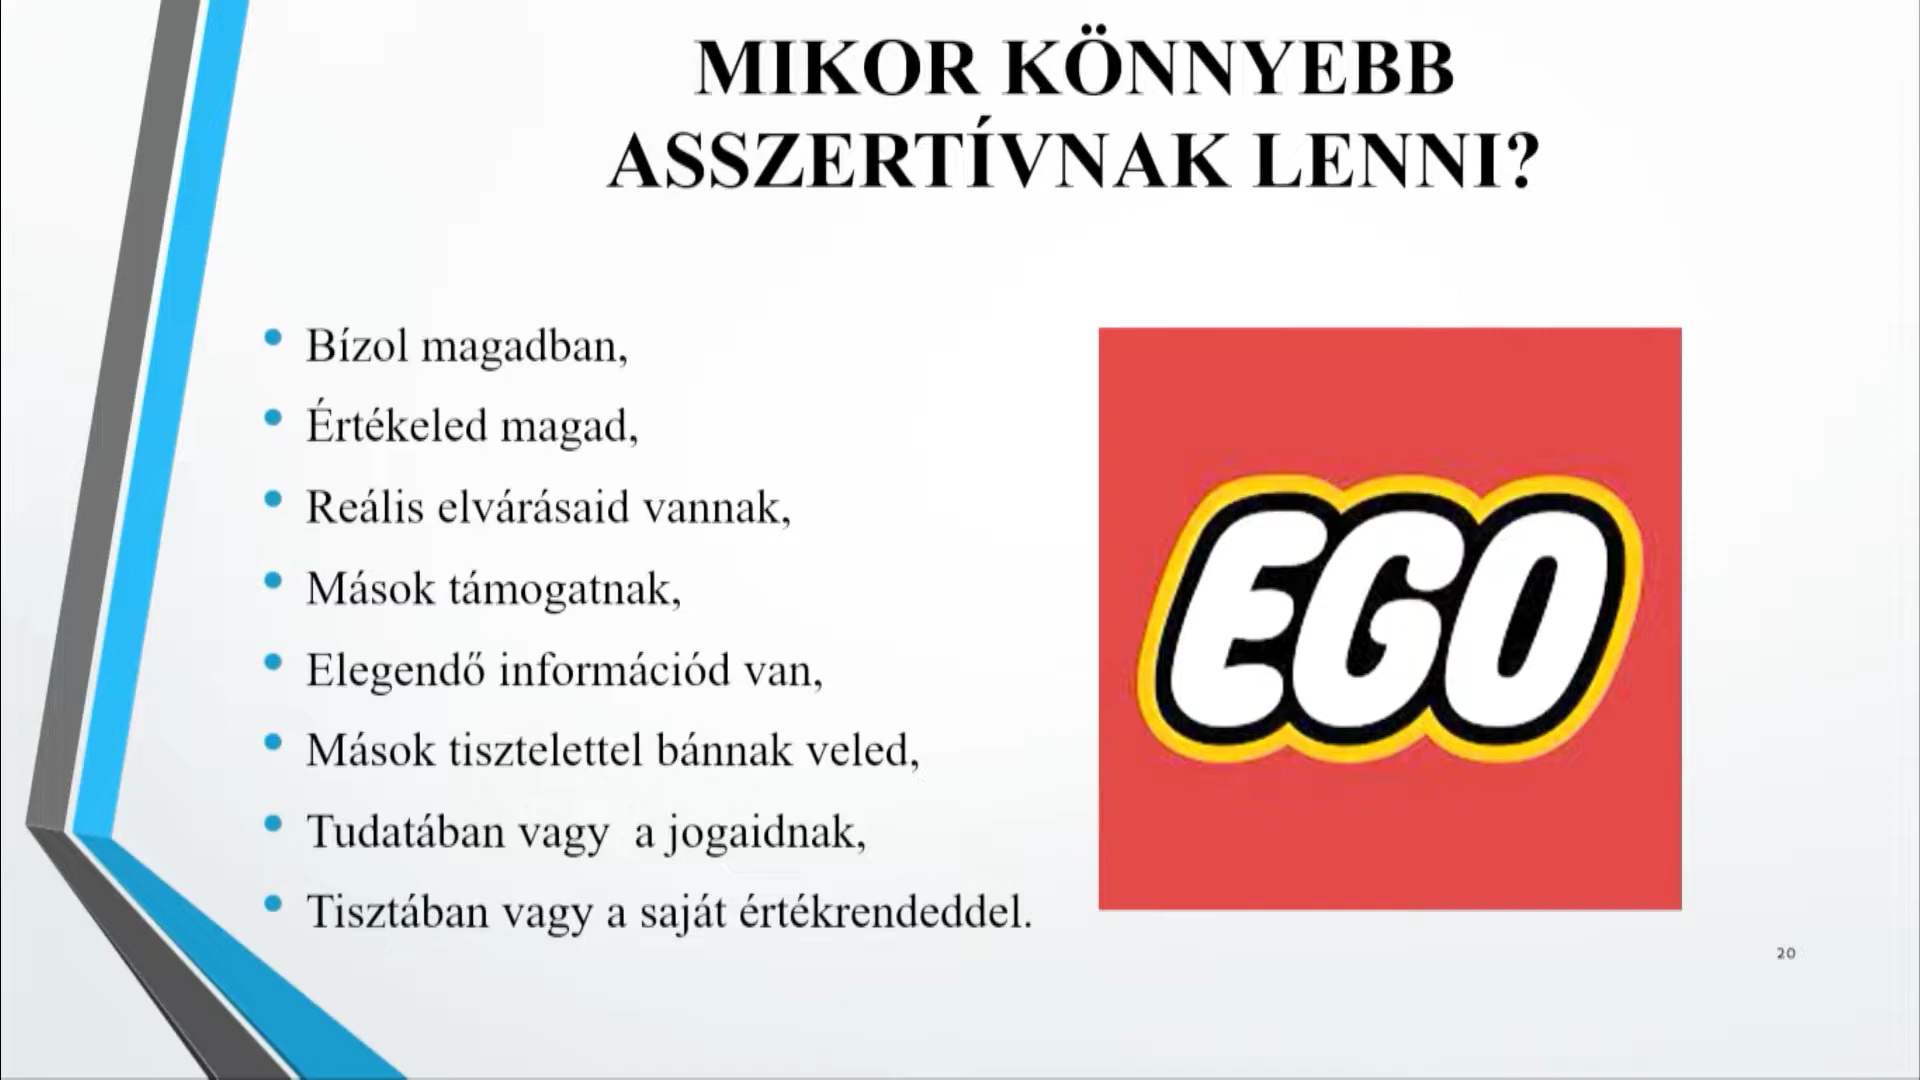 MIKOR KÖNNYEBB
ASSZERTÍVNAK LENNI?
• Bízol magadban,
• Értékeled magad,
• Reális elvárásaid vannak,
• Mások támogatnak,
• Elegendő információd van,
• Mások tisztelettel bánnak veled,
• Tudatában vagy  a jogaidnak,
• Tisztában vagy a saját értékrendeddel.
EGO
20